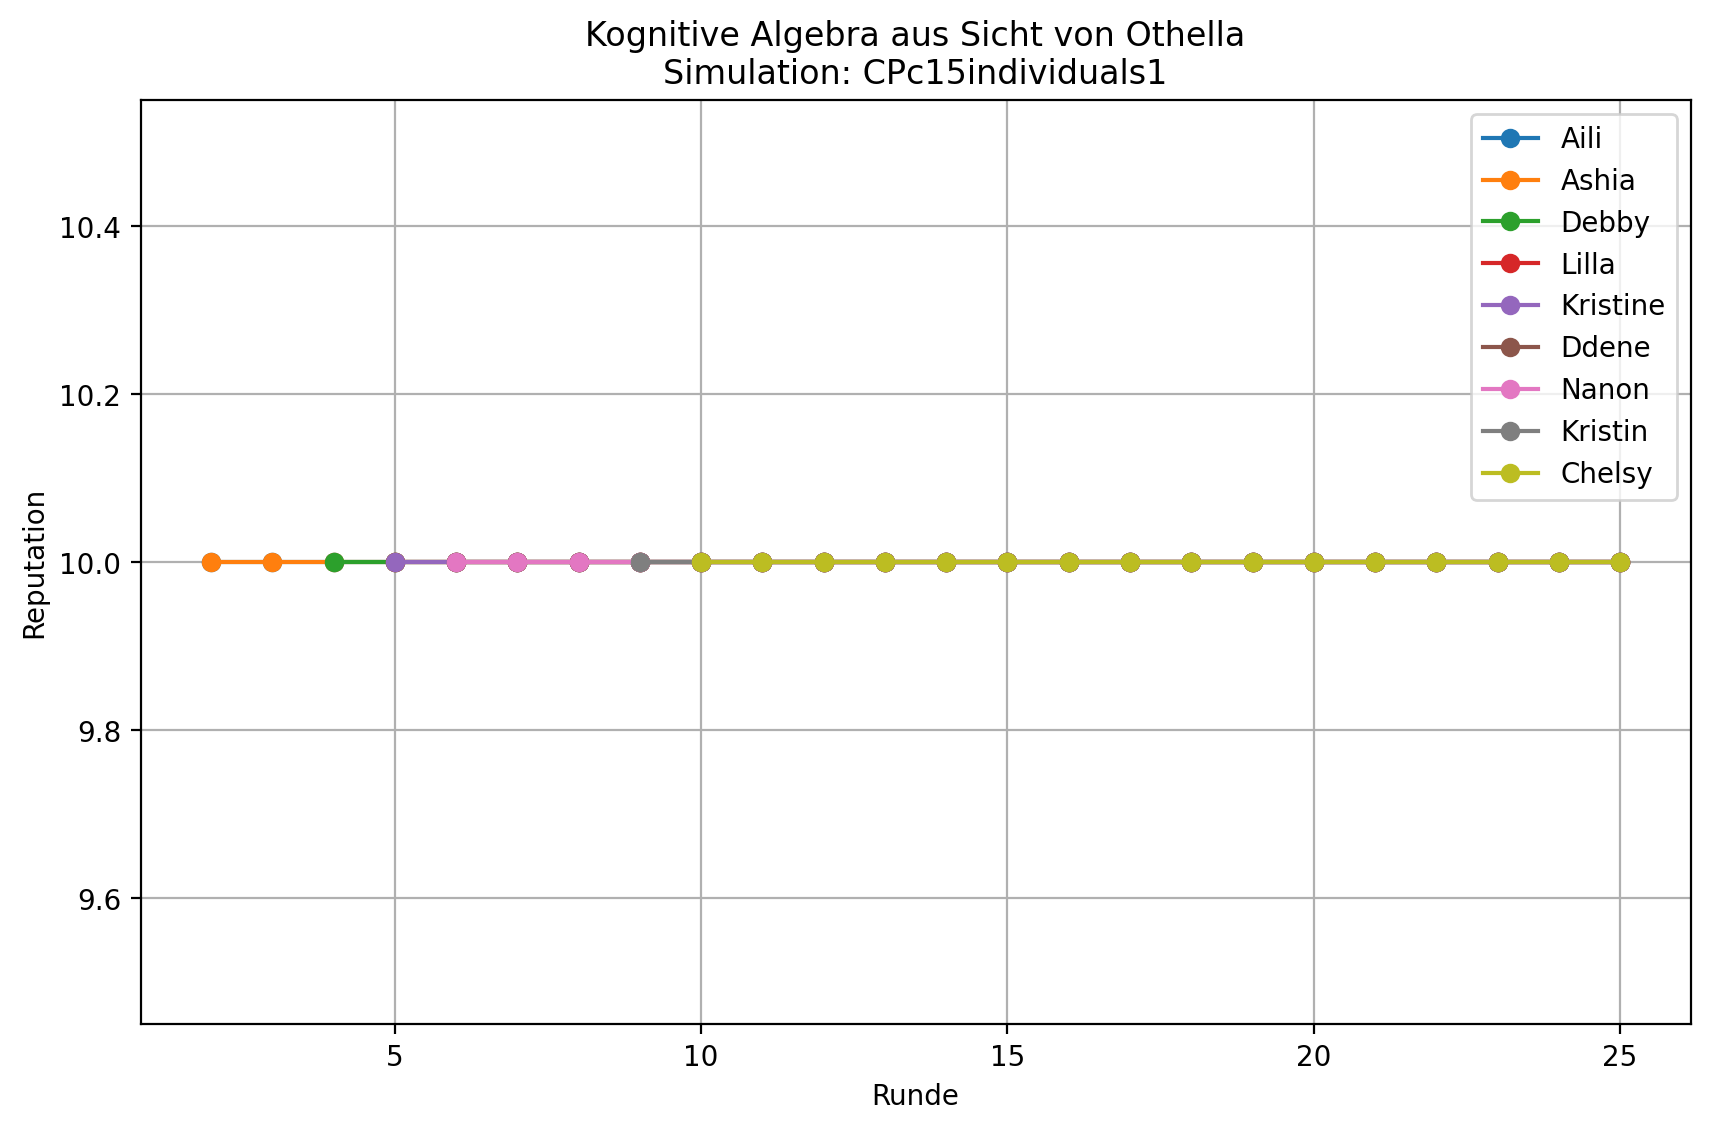 Kognitive Algebra aus Sicht von Othella
Simulation: CPc15individuals1
Aili
Ashia
Debby
Lilla
Kristine
Ddene
Nanon
Kristin
Chelsy
Reputation
10.4
10.2
10.0
9.8
9.6
5 10 15 20 25
Runde